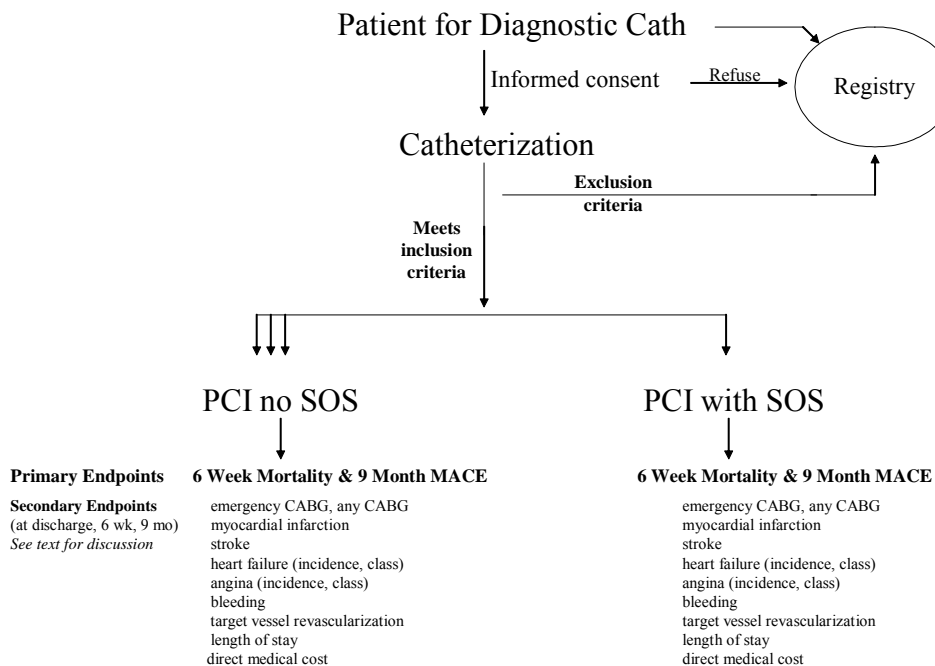 Patient for Diagnostic Cath
Informed consent
Refuse
Registry
Catheterization
Exclusion
criteria
Meets
inclusion
criteria
PCI no SOS
PCI with SOS
Primary Endpoints
6 Week Mortality & 9 Month MACE
6 Week Mortality & 9 Month MACE
Secondary Endpoints
(at discharge, 6 wk, 9 mo)
See text for discussion
emergency CABG, any CABG
myocardial infarction
stroke
heart failure (incidence, class)
angina (incidence, class)
bleeding
target vessel revascularization
length of stay
direct medical cost
emergency CABG, any CABG
myocardial infarction
stroke
heart failure (incidence, class)
angina (incidence, class)
bleeding
target vessel revascularization
length of stay
direct medical cost